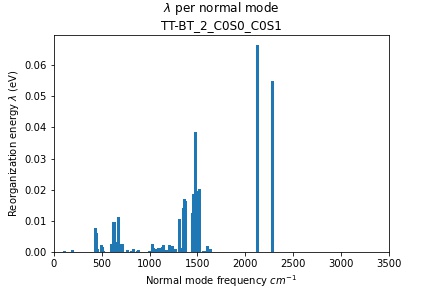 λ per normal mode
TT-BT_2_C0S0_C0S1
Reorganization energy λ (eV)
0.06
0.05
0.04
0.03
0.02
0.01
0.00
0 500 1000 1500 2000 2500 3000 3500
Normal mode frequency cm⁻¹